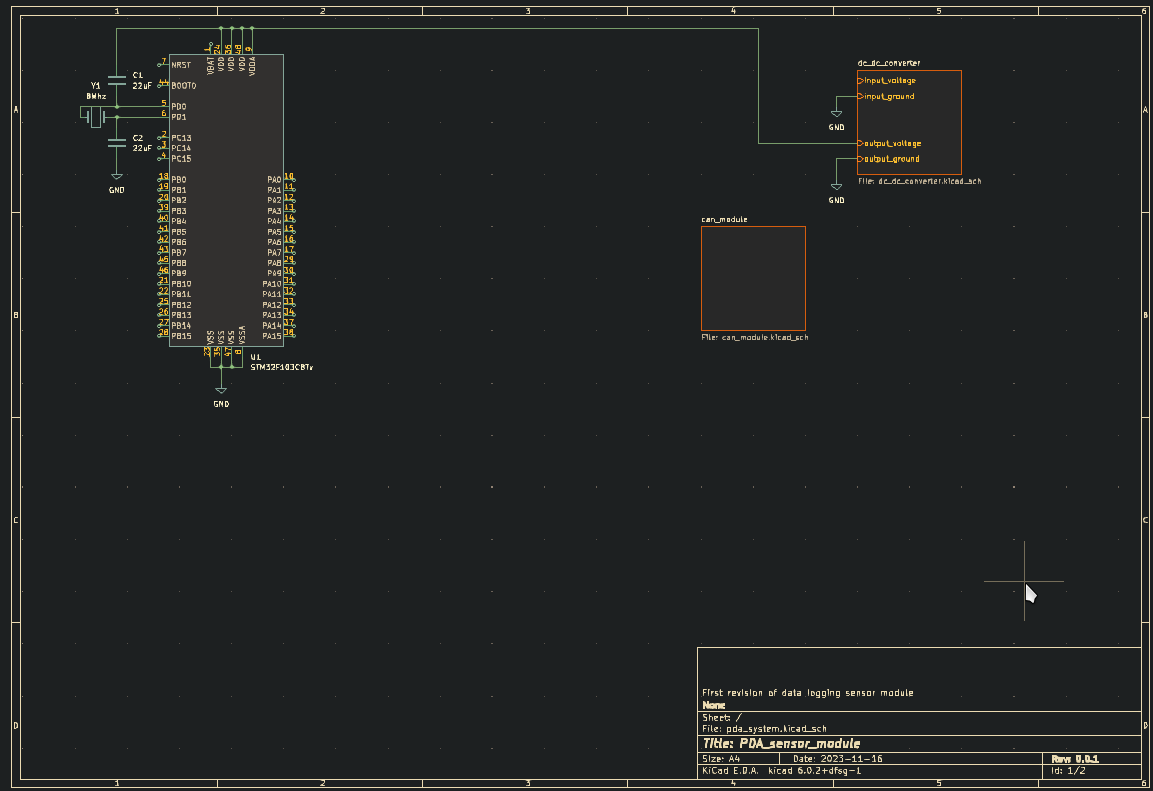 1 2 3 4 5 6
A
B
C
D
A
B
C
D
1 2 3 4 5 6
Y1
8Mhz
C1
22uF
C2
22uF
GND
7 NRST
44 BOOT0
5 PD0
6 PD1
2 PC13
3 PC14
4 PC15
18 PB0
19 PB1
20 PB2
39 PB3
40 PB4
41 PB5
42 PB6
43 PB7
45 PB8
46 PB9
21 PB10
22 PB11
25 PB12
26 PB13
27 PB14
28 PB15
1 24 36 48 9
VBAT VDD VDD VDD VDDA
PA0 10
PA1 11
PA2 12
PA3 13
PA4 14
PA5 15
PA6 16
PA7 17
PA8 29
PA9 30
PA10 31
PA11 32
PA12 33
PA13 34
PA14 37
PA15 38
VSS VSS VSS VSSA
23 35 47 8
U1
STM32F103CBTx
GND
dc_dc_converter
input_voltage
input_ground
output_voltage
output_ground
File: dc_dc_converter.kicad_sch
GND
GND
can_module
File: can_module.kicad_sch
First revision of data logging sensor module
None
Sheet: /
File: pda_system.kicad_sch
Title: PDA_sensor_module
Size: A4 Date: 2023-11-16 Rev: 0.0.1
KiCad E.D.A. kicad 6.0.2+dfsg-1 Id: 1/2